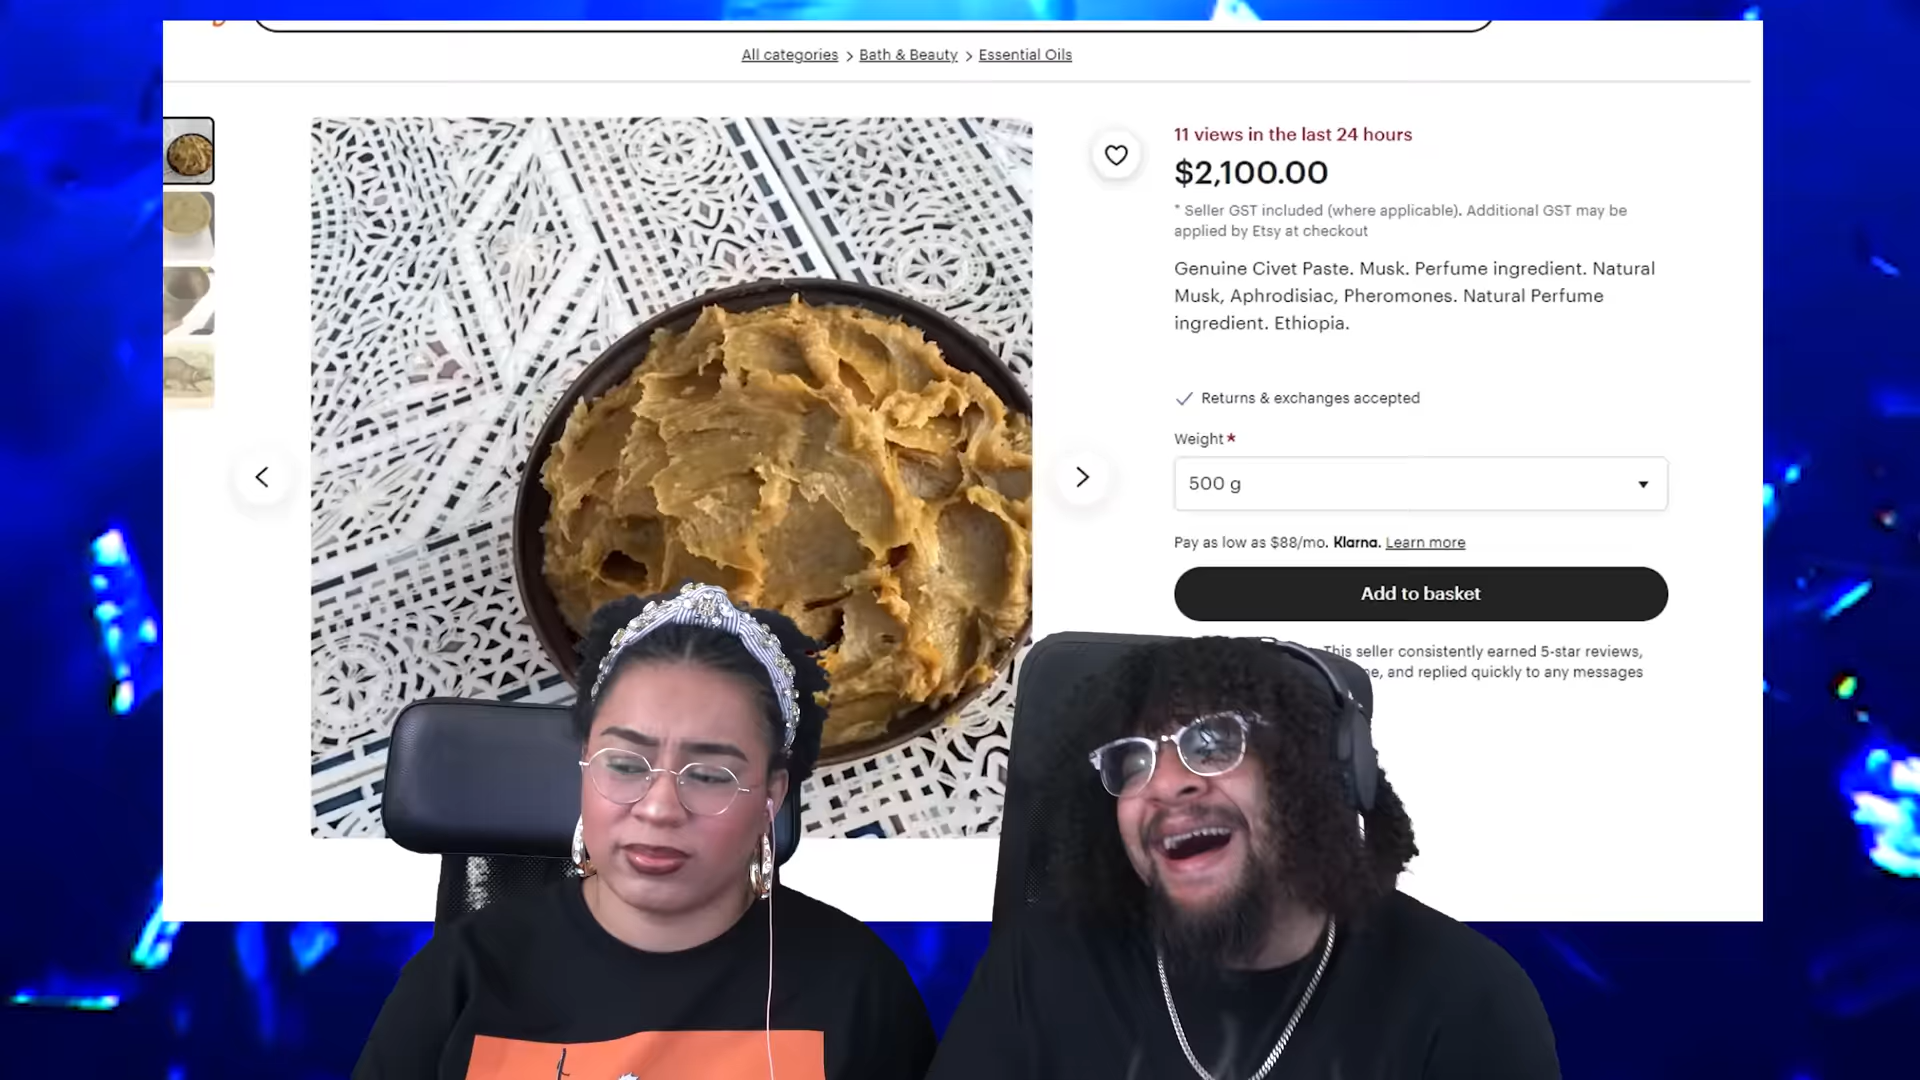 All categories > Bath & Beauty > Essential Oils
11 views in the last 24 hours
$2,100.00
* Seller GST included (where applicable). Additional GST may be
applied by Etsy at checkout
Genuine Civet Paste. Musk. Perfume ingredient. Natural
Musk, Aphrodisiac, Pheromones. Natural Perfume
ingredient. Ethiopia.
Returns & exchanges accepted
Weight*
500 g
Pay as low as $88/mo. Klarna. Learn more
Add to basket
This seller consistently earned 5-star reviews,
and replied quickly to any messages